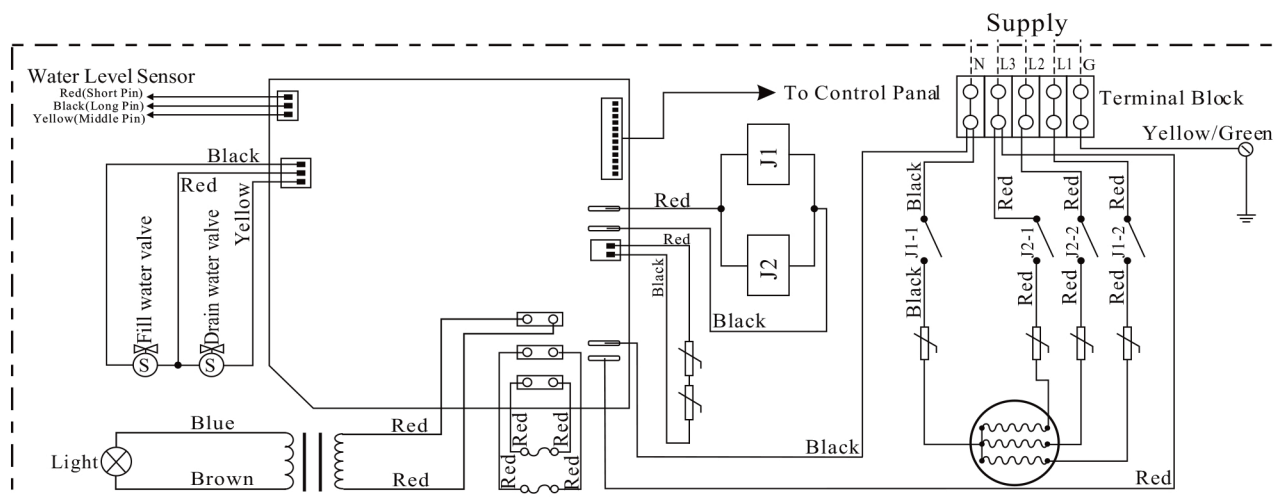 Supply
N L3 L2 L1 G
Water Level Sensor
Red(Short Pin)
Black(Long Pin)
Yellow(Middle Pin)
To Control Panal
Terminal Block
Yellow/Green
Black
Red
Yellow
Fill water valve
Drain water valve
S
S
J1
J2
Red
Red
Black
Black
Black
Red
Red
Red
J1-1
J2-1
J2-2
J1-2
Black
Red
Red
Red
Light
Blue
Brown
Red
Red
Red
Red
Red
Red
Black
Red